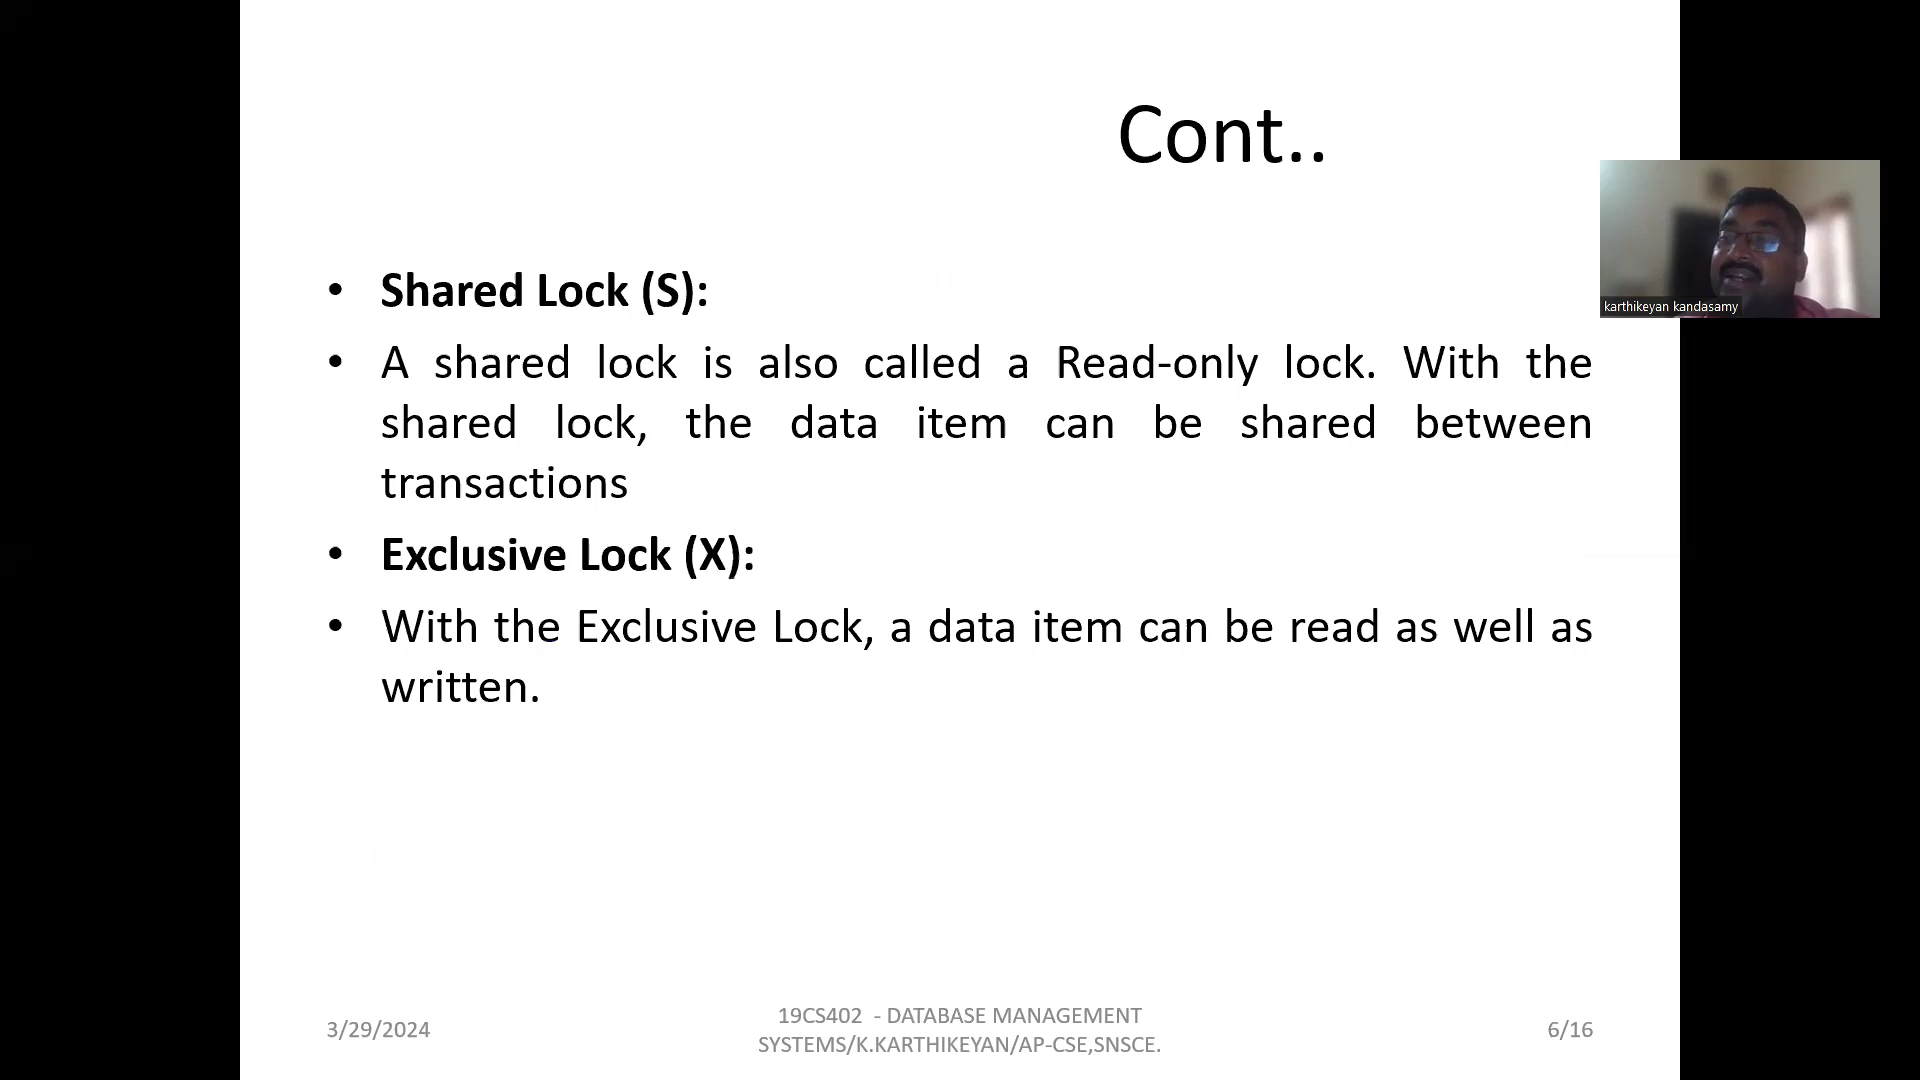 Cont..
• Shared Lock (S):
• A shared lock is also called a Read-only lock. With the
shared lock, the data item can be shared between
transactions
• Exclusive Lock (X):
• With the Exclusive Lock, a data item can be read as well as
written.
karthikeyan kandasamy
3/29/2024
19CS402 - DATABASE MANAGEMENT
SYSTEMS/K.KARTHIKEYAN/AP-CSE,SNSCE.
6/16